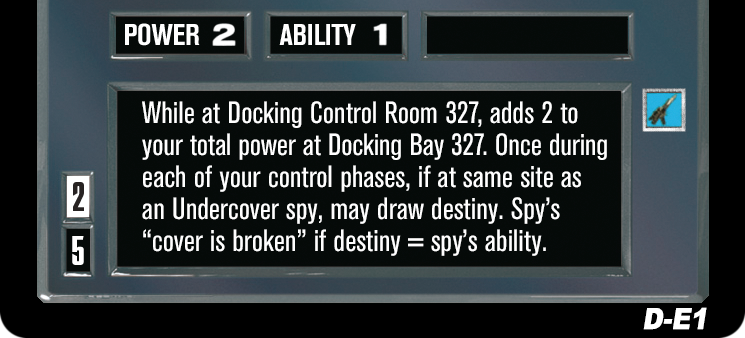 POWER 2 ABILITY 1
While at Docking Control Room 327, adds 2 to
your total power at Docking Bay 327. Once during
each of your control phases, if at same site as
an Undercover spy, may draw destiny. Spy's
“cover is broken” if destiny = spy's ability.
2
5
D-E1